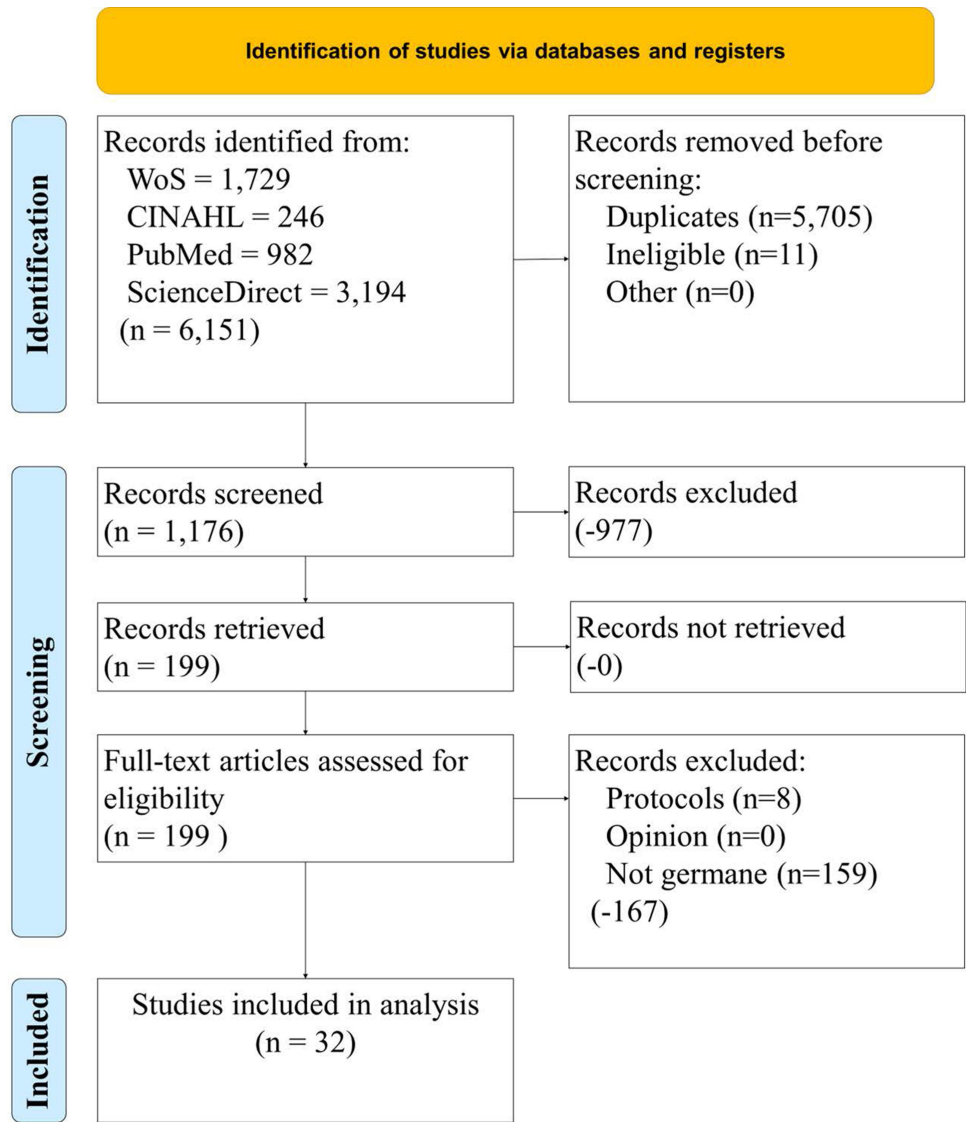 Identification of studies via databases and registers
Identification
Records identified from:
WoS = 1,729
CINAHL = 246
PubMed = 982
ScienceDirect = 3,194
(n = 6,151)
Records removed before
screening:
Duplicates (n=5,705)
Ineligible (n=11)
Other (n=0)
Screening
Records screened
(n = 1,176)
Records excluded
(-977)
Records retrieved
(n = 199)
Records not retrieved
(-0)
Full-text articles assessed for
eligibility
(n = 199 )
Records excluded:
Protocols (n=8)
Opinion (n=0)
Not germane (n=159)
(-167)
Included
Studies included in analysis
(n = 32)